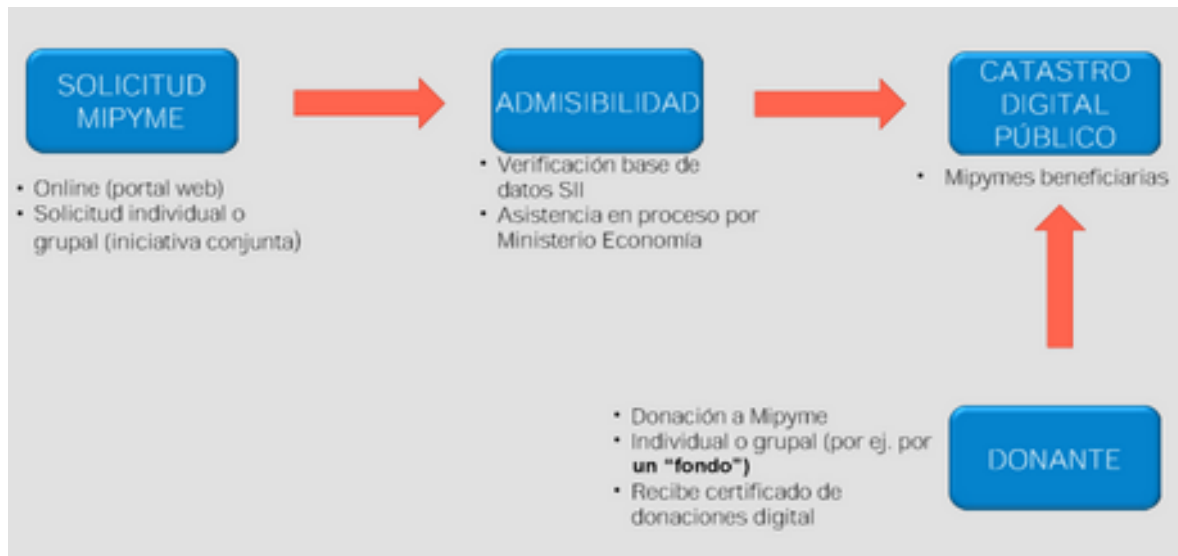 SOLICITUD
MIPYME
• Online (portal web)
• Solicitud individual o
grupal (iniciativa conjunta)
ADMISIBILIDAD
• Verificación base de
datos SII
• Asistencia en proceso por
Ministerio Economía
CATASTRO
DIGITAL
PÚBLICO
• Mipymes beneficiarias
• Donación a Mipyme
• Individual o grupal (por ej. por
un “fondo”)
• Recibe certificado de
donaciones digital
DONANTE